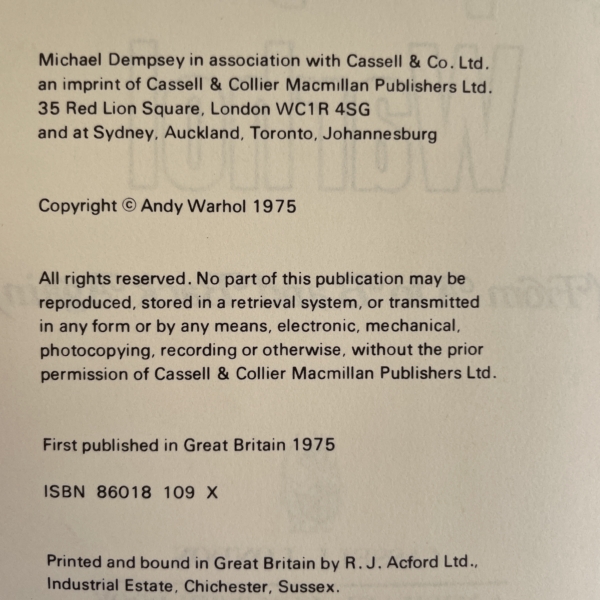 Michael Dempsey in association with Cassell & Co. Ltd.
an imprint of Cassell & Collier Macmillan Publishers Ltd.
35 Red Lion Square, London WC1R 4SG
and at Sydney, Auckland, Toronto, Johannesburg
Copyright © Andy Warhol 1975
All rights reserved. No part of this publication may be
reproduced, stored in a retrieval system, or transmitted
in any form or by any means, electronic, mechanical,
photocopying, recording or otherwise, without the prior
permission of Cassell & Collier Macmillan Publishers Ltd.
First published in Great Britain 1975
ISBN 86018 109 X
Printed and bound in Great Britain by R. J. Acford Ltd.,
Industrial Estate, Chichester, Sussex.